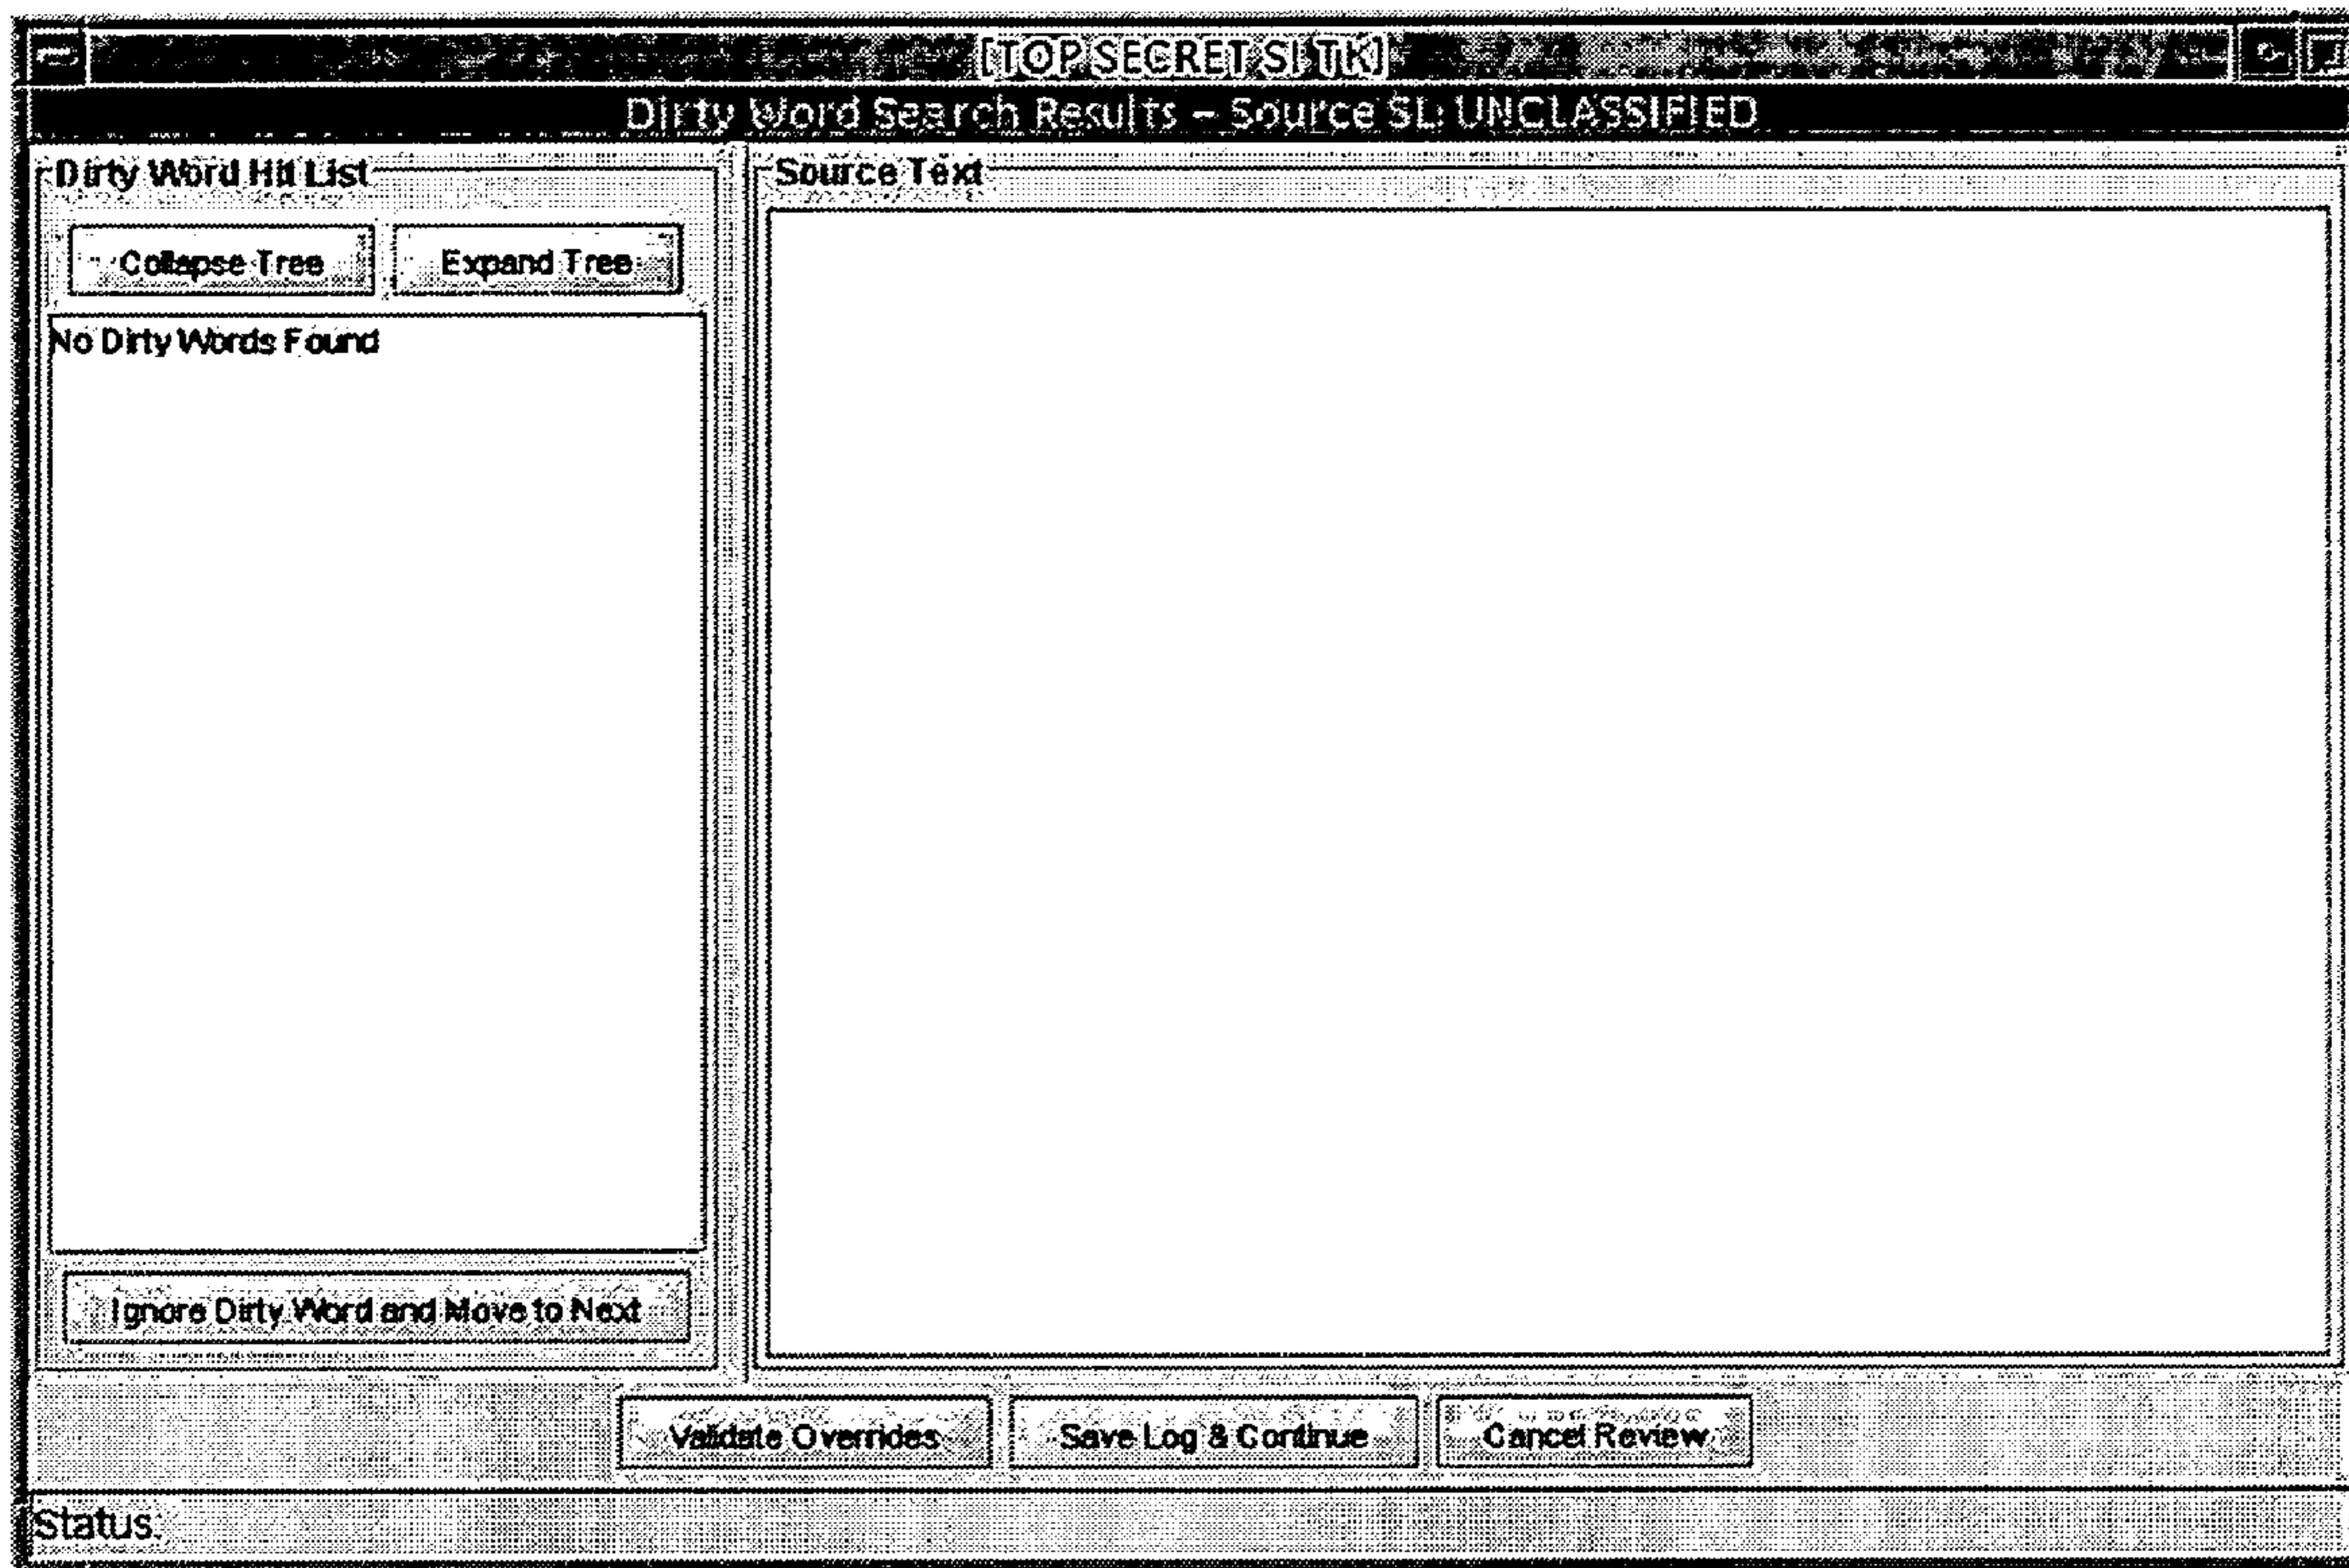 [TOP SECRET SI TK]
Dirty Word Search Results – Source SL: UNCLASSIFIED
Dirty Word Hit List
Source Text
Collapse Tree
Expand Tree
No Dirty Words Found
Ignore Dirty Word and Move to Next
Validate Overrides
Save Log & Continue
Cancel Review
Status: